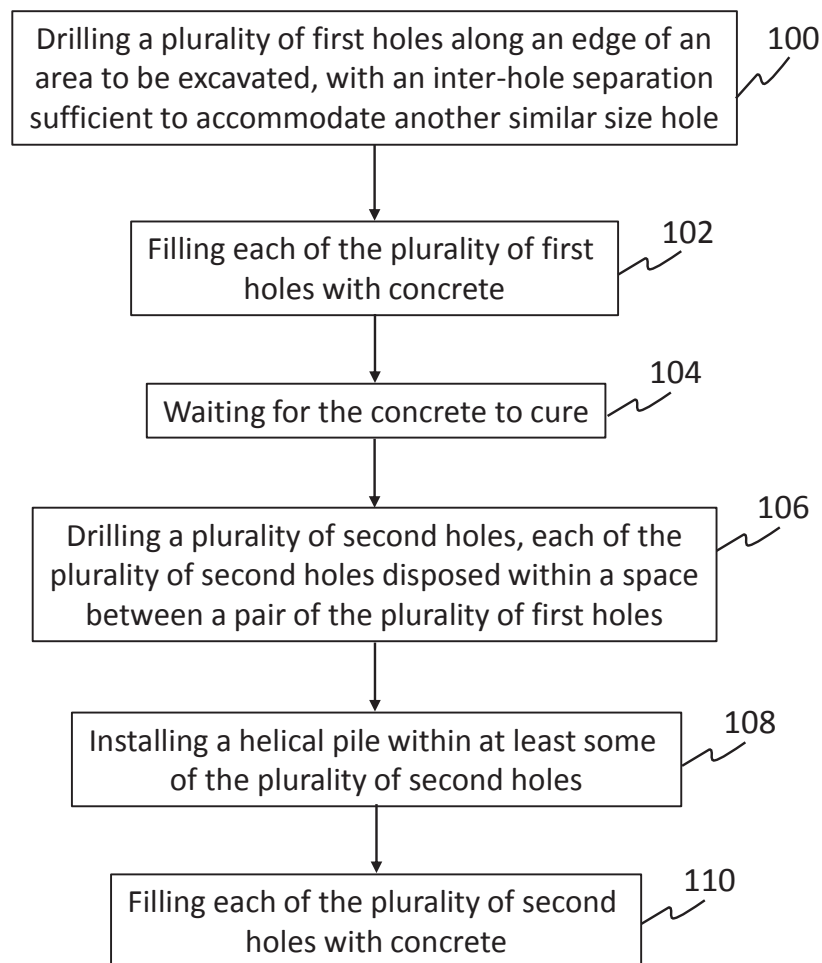 Drilling a plurality of first holes along an edge of an
area to be excavated, with an inter-hole separation
sufficient to accommodate another similar size hole
100
Filling each of the plurality of first
holes with concrete
102
Waiting for the concrete to cure
104
Drilling a plurality of second holes, each of the
plurality of second holes disposed within a space
between a pair of the plurality of first holes
106
Installing a helical pile within at least some
of the plurality of second holes
108
Filling each of the plurality of second
holes with concrete
110